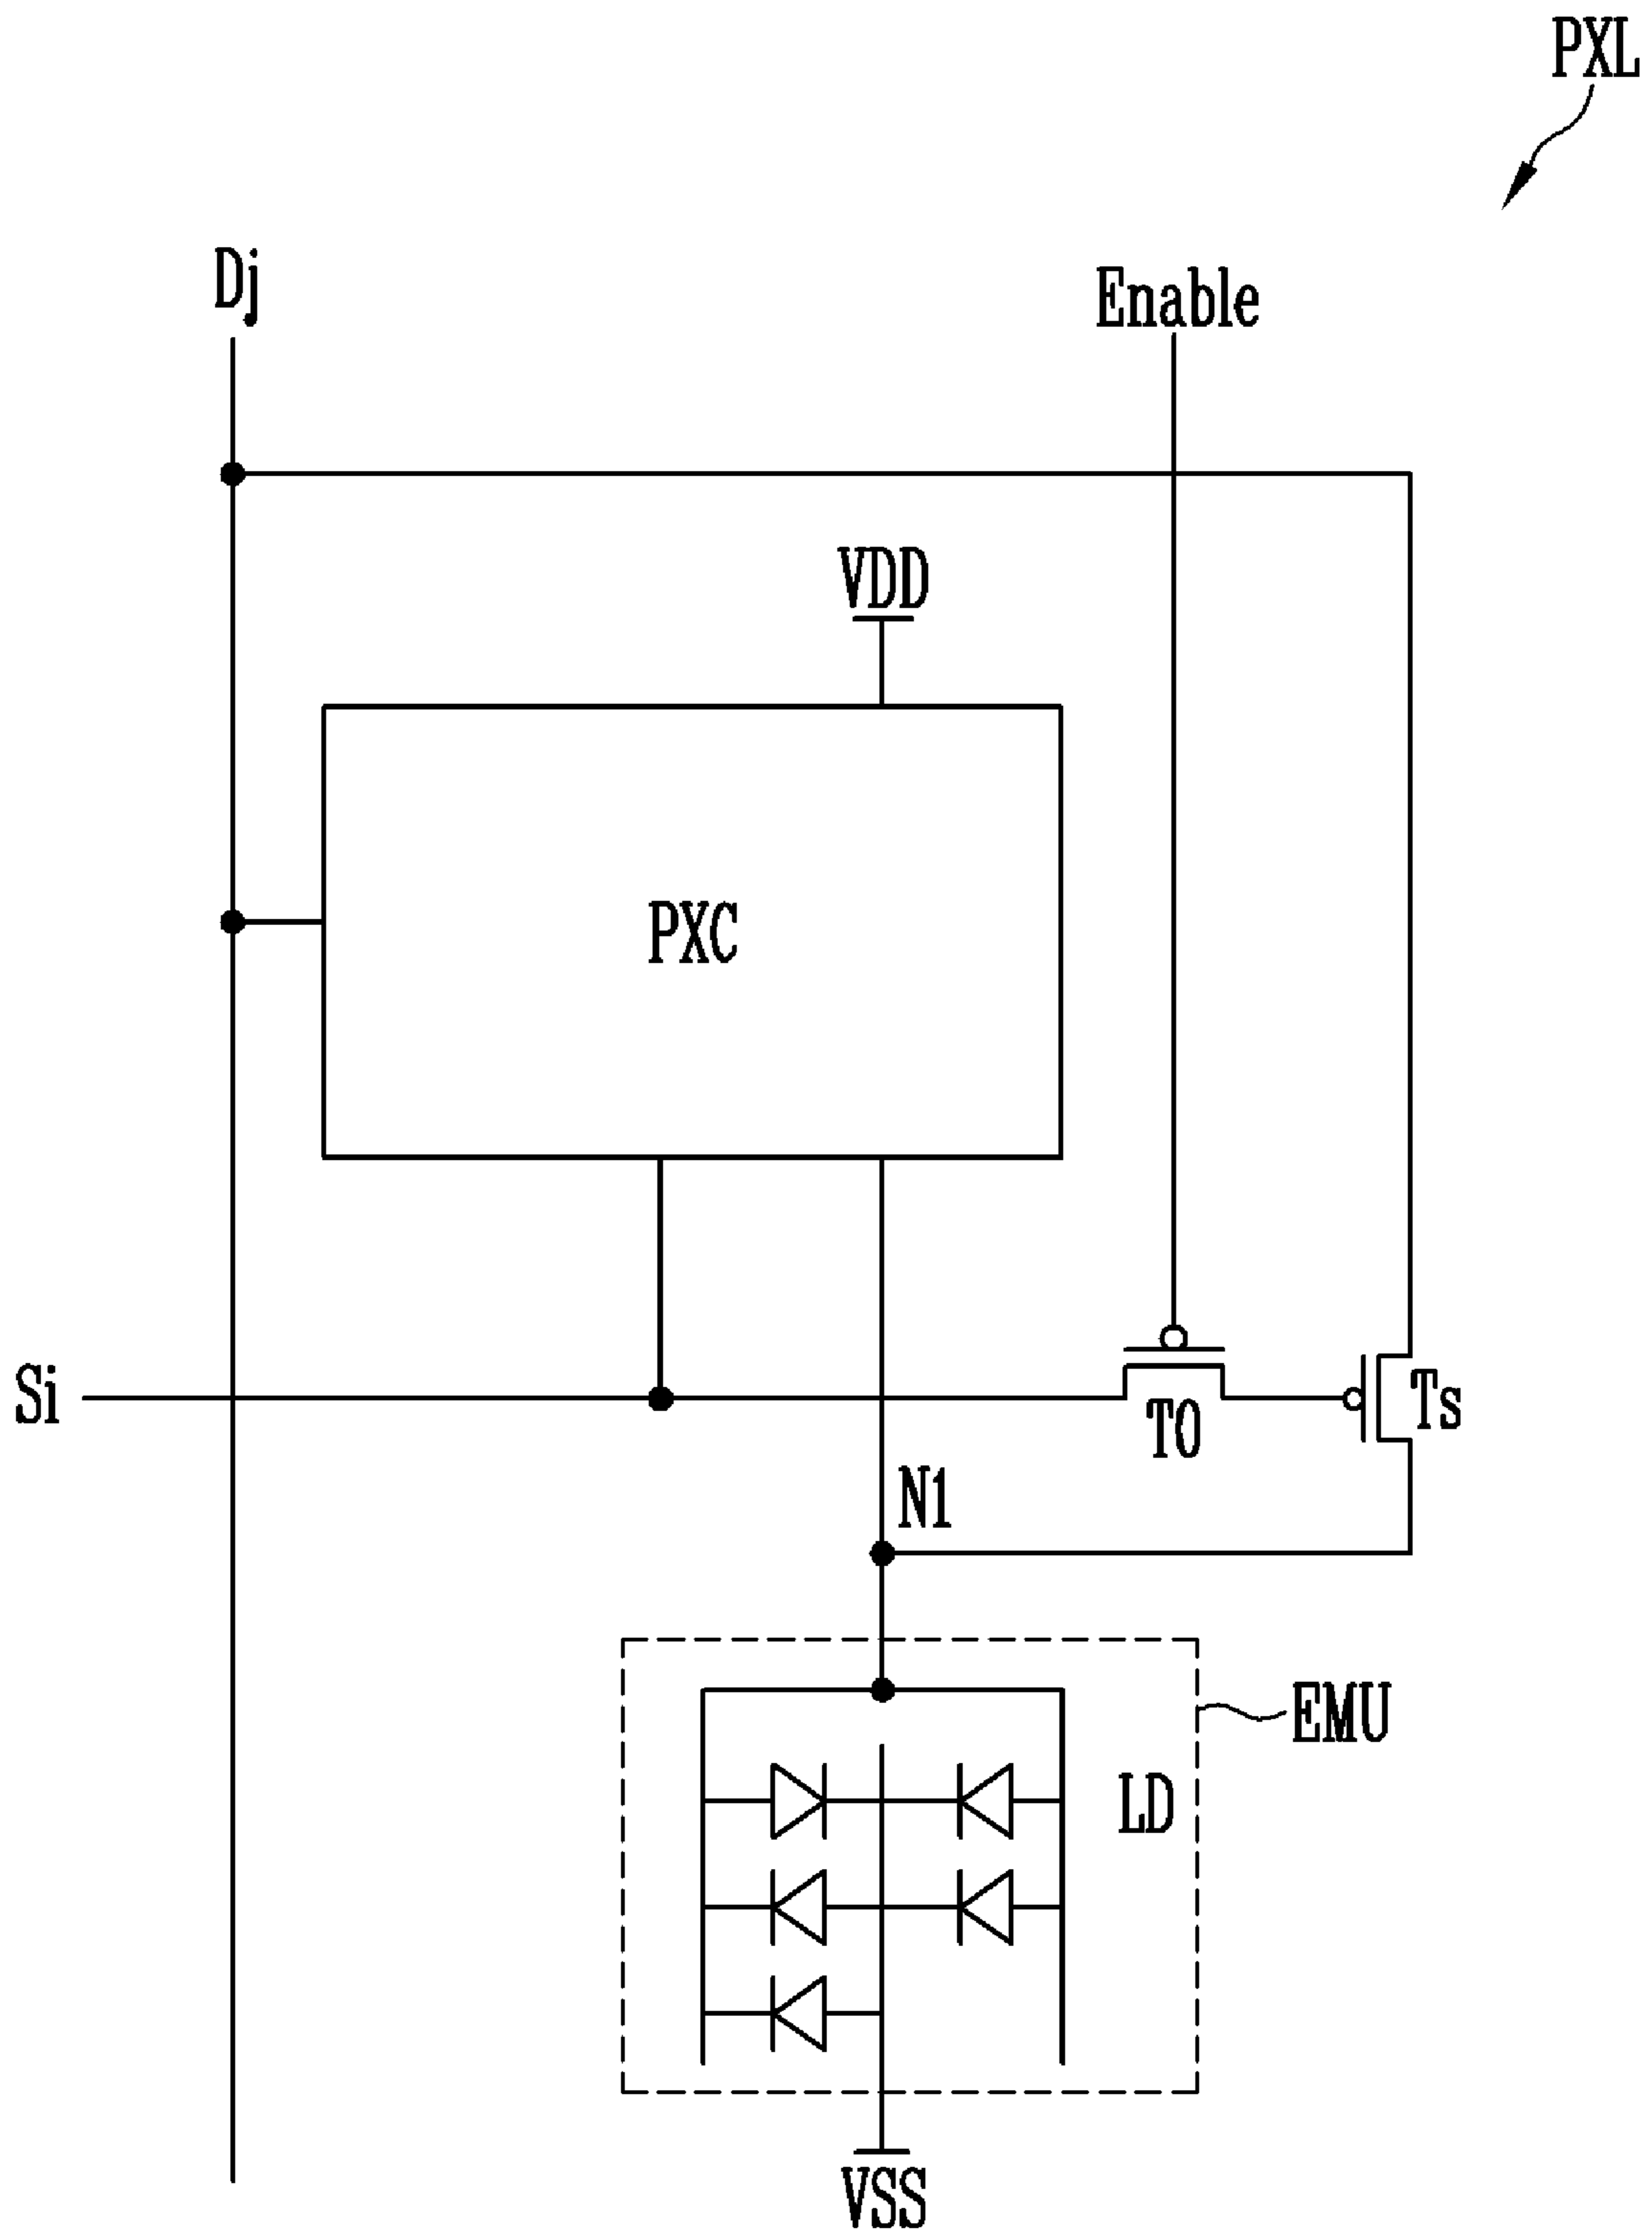 PXL
Dj
Enable
VDD
PXC
Si
T0
Ts
N1
EMU
LD
VSS